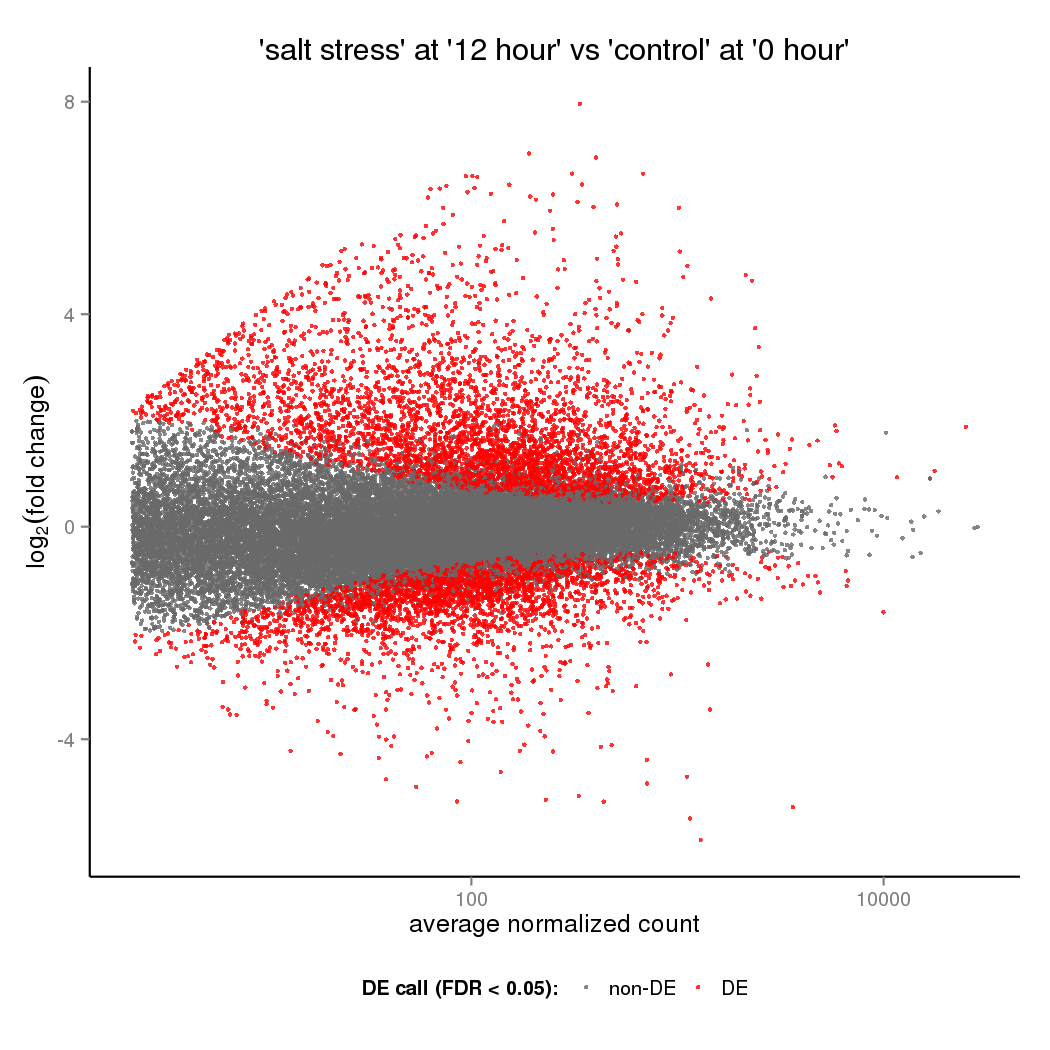 'salt stress' at '12 hour' vs 'control' at '0 hour'
8
4
0
-4
log₂(fold change)
100
10000
average normalized count
DE call (FDR < 0.05): non-DE DE